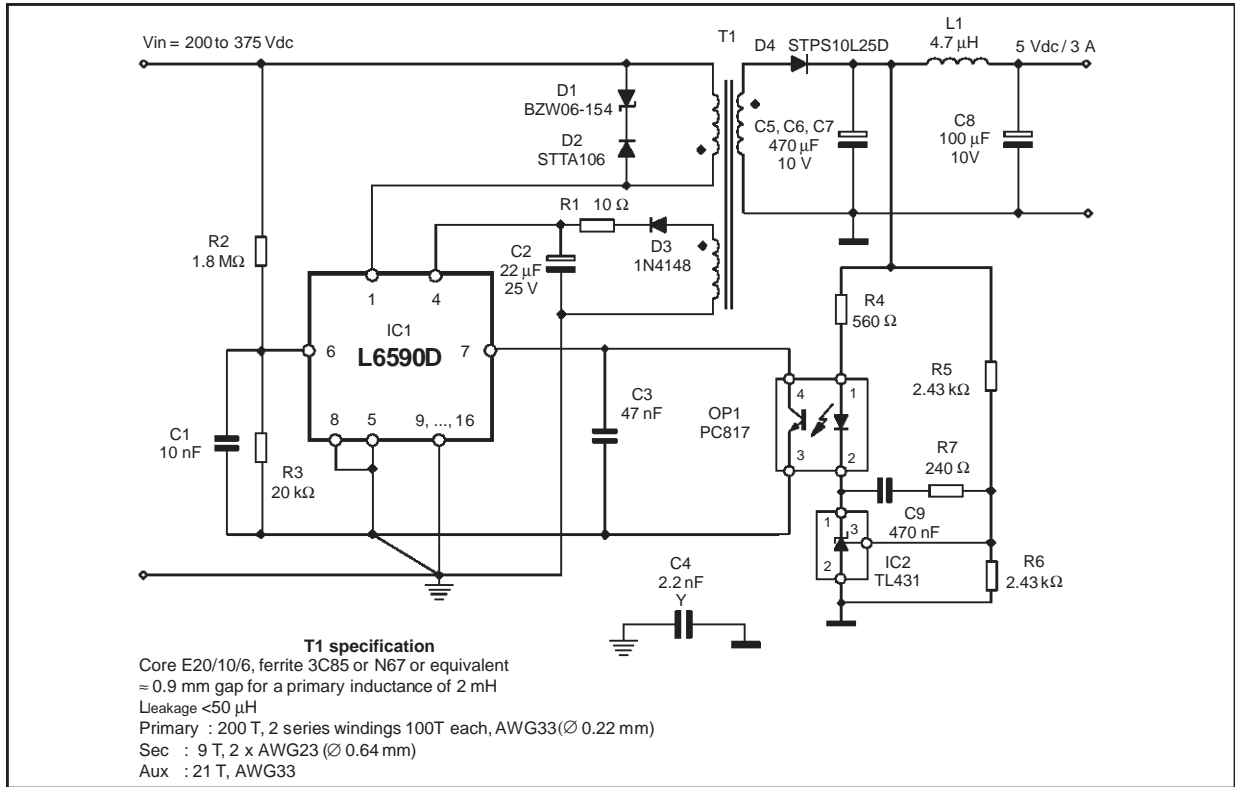 Vin = 200 to 375 Vdc
T1
D4 STPS10L25D
L1
4.7 µH
5 Vdc / 3 A
D1
BZW06-154
D2
STTA106
C5, C6, C7
470 µF
10 V
C8
100 µF
10V
R1 10 Ω
D3
1N4148
C2
22 µF
25 V
R2
1.8 MΩ
1
4
IC1
L6590D
6
7
8
5
9, ..., 16
C1
10 nF
R3
20 kΩ
C3
47 nF
OP1
PC817
4
1
3
2
R4
560 Ω
R5
2.43 kΩ
R7
240 Ω
C9
470 nF
1
3
2
IC2
TL431
R6
2.43 kΩ
C4
2.2 nF
Y
T1 specification
Core E20/10/6, ferrite 3C85 or N67 or equivalent
≈ 0.9 mm gap for a primary inductance of 2 mH
Lleakage <50 µH
Primary : 200 T, 2 series windings 100T each, AWG33 (∅ 0.22 mm)
Sec : 9 T, 2 x AWG23 (∅ 0.64 mm)
Aux : 21 T, AWG33